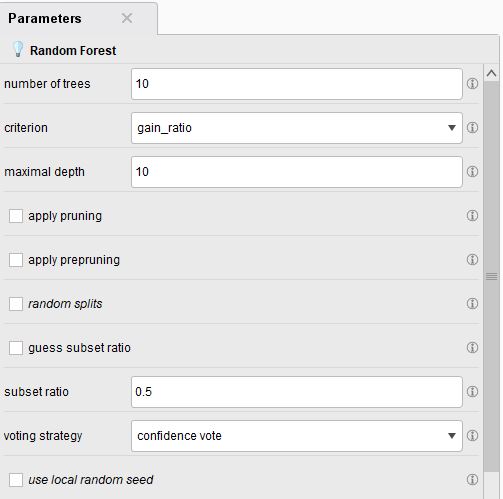 Parameters
Random Forest
number of trees 10
criterion gain_ratio
maximal depth 10
apply pruning
apply prepruning
random splits
guess subset ratio
subset ratio 0.5
voting strategy confidence vote
use local random seed